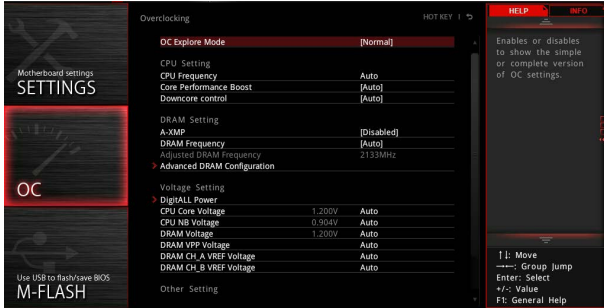 Overclocking
HOT KEY | ↩
HELP
INFO
Motherboard settings
SETTINGS
OC
Use USB to flash/save BIOS
M-FLASH
OC Explore Mode [Normal]
CPU Setting
CPU Frequency Auto
Core Performance Boost [Auto]
Downcore control [Auto]
DRAM Setting
A-XMP [Disabled]
DRAM Frequency [Auto]
Adjusted DRAM Frequency 2133MHz
Advanced DRAM Configuration
Voltage Setting
DigitALL Power
CPU Core Voltage 1.200V Auto
CPU NB Voltage 0.904V Auto
DRAM Voltage 1.200V Auto
DRAM VPP Voltage Auto
DRAM CH_A VREF Voltage Auto
DRAM CH_B VREF Voltage Auto
Other Setting
Enables or disables
to show the simple
or complete version
of OC settings.
↑↓: Move
→←: Group Jump
Enter: Select
+/-: Value
F1: General Help